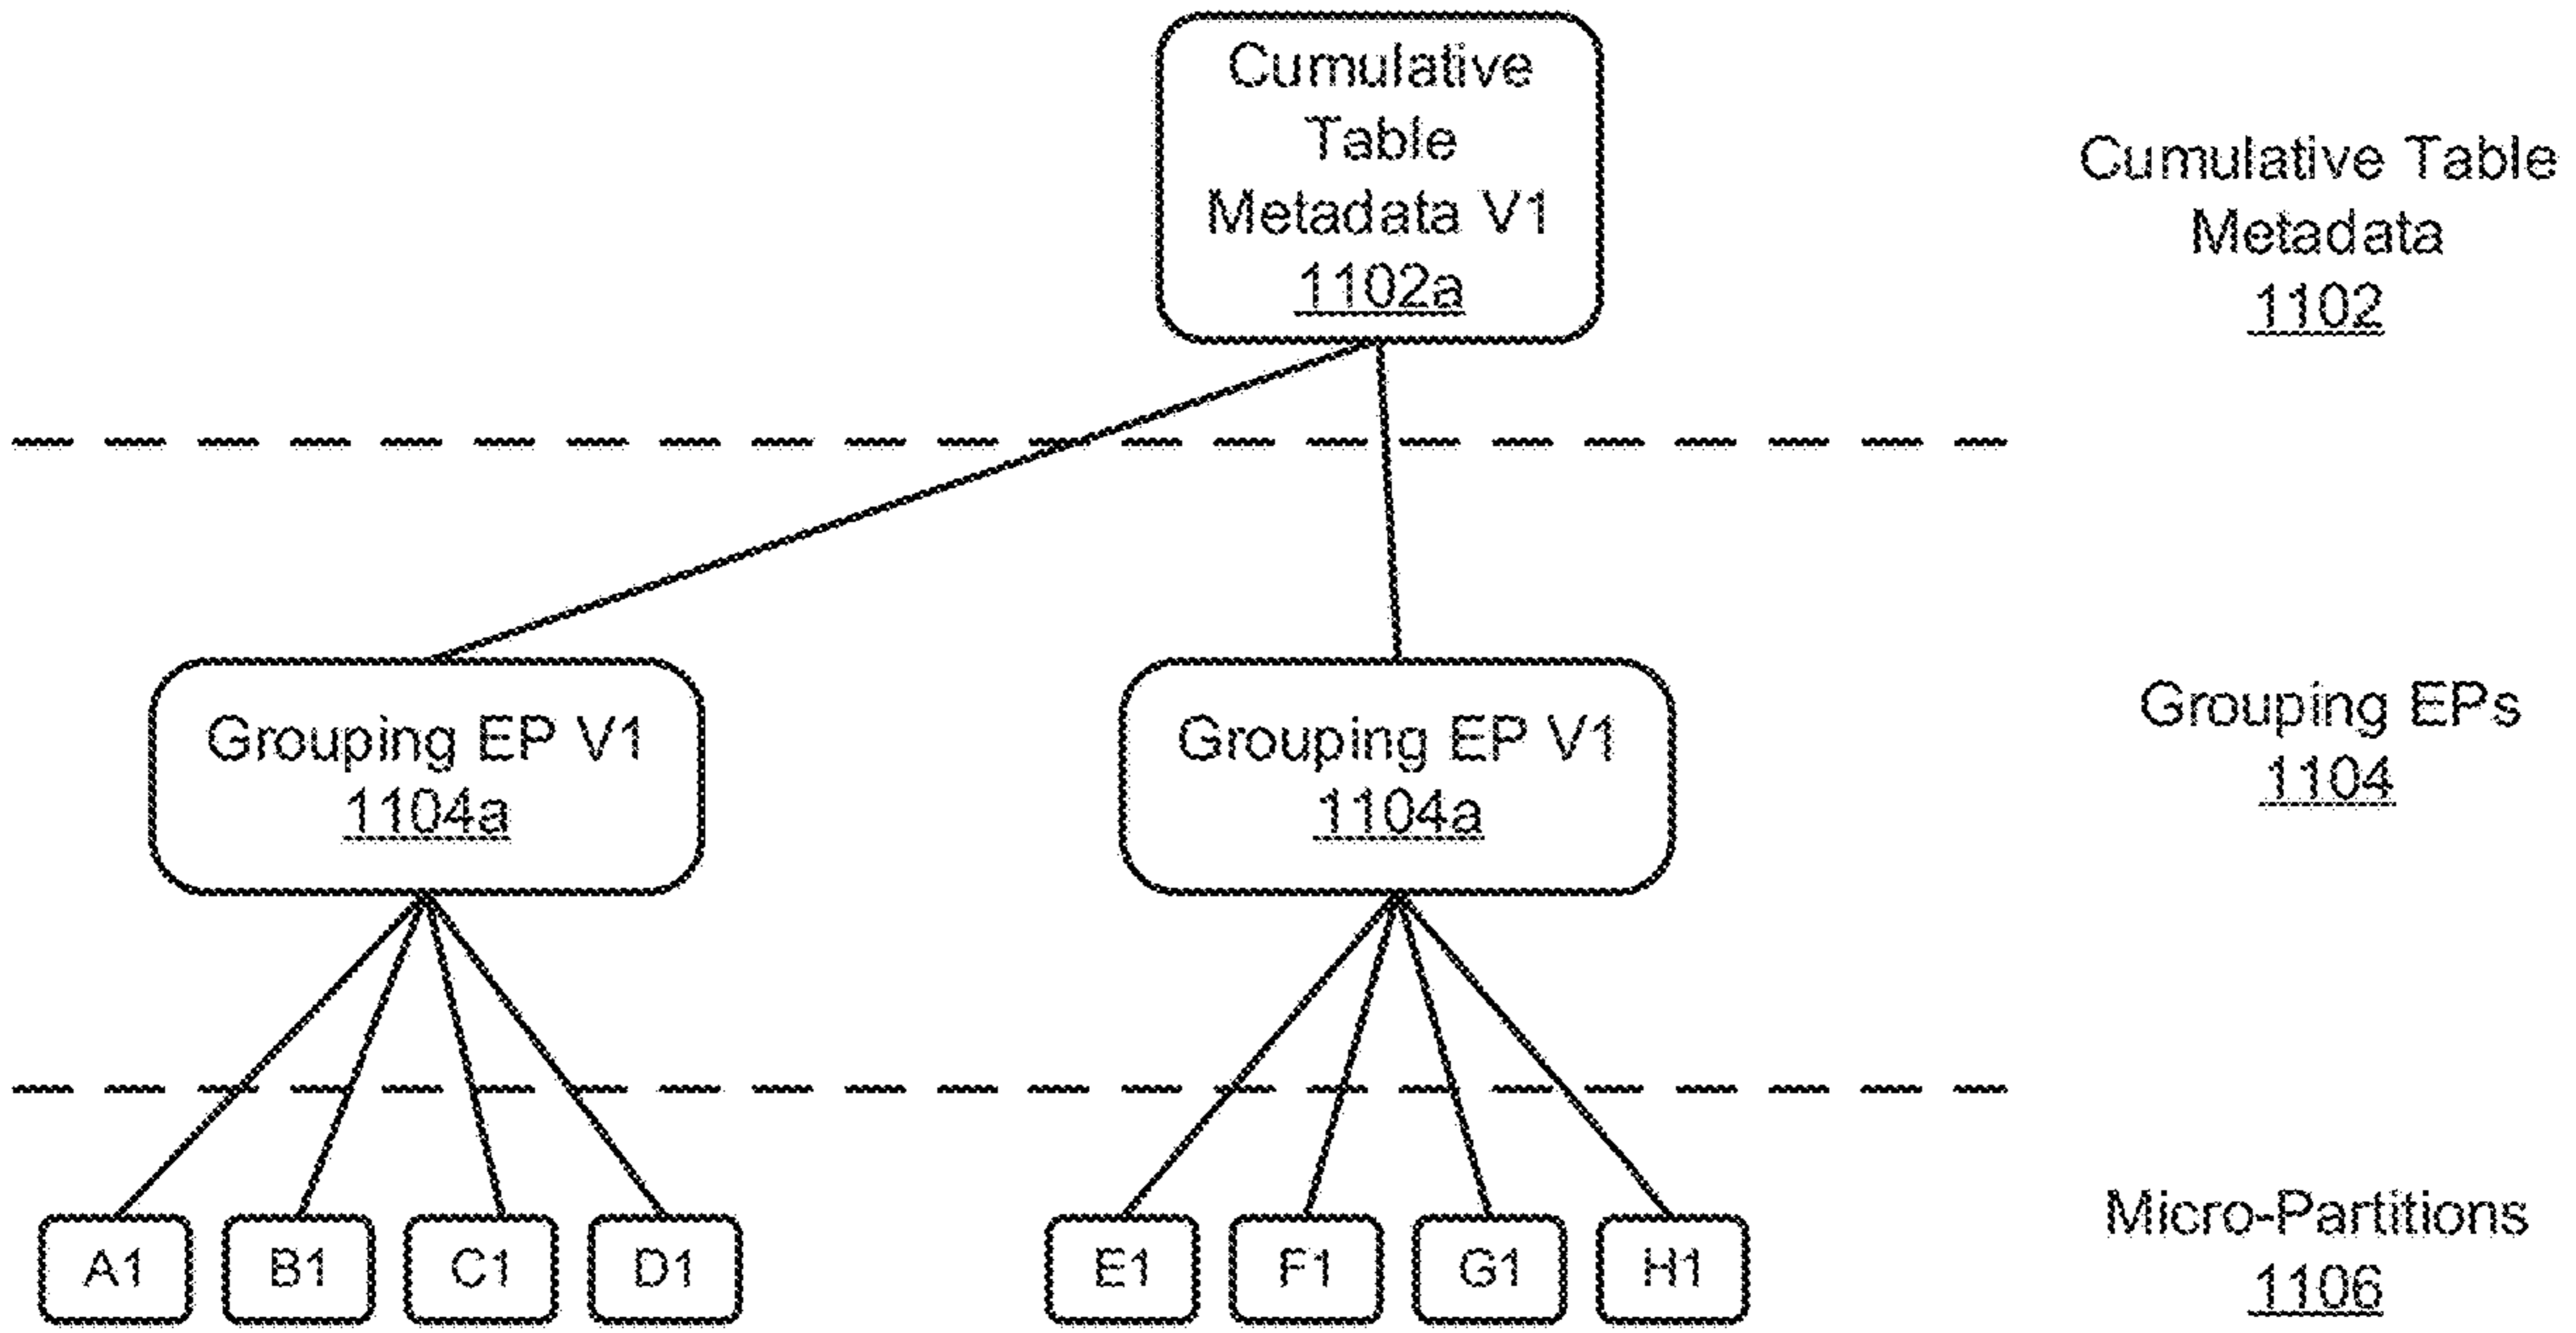 Cumulative
Table
Metadata V1
1102a
Cumulative Table
Metadata
1102
Grouping EP V1
1104a
Grouping EP V1
1104a
Grouping EPs
1104
A1
B1
C1
D1
E1
F1
G1
H1
Micro-Partitions
1106